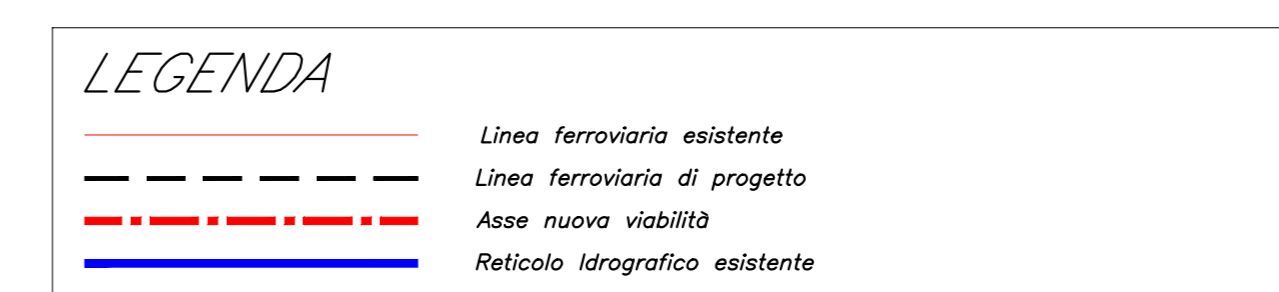 LEGENDA
Linea ferroviaria esistente
Linea ferroviaria di progetto
Asse nuova viabilità
Reticolo Idrografico esistente